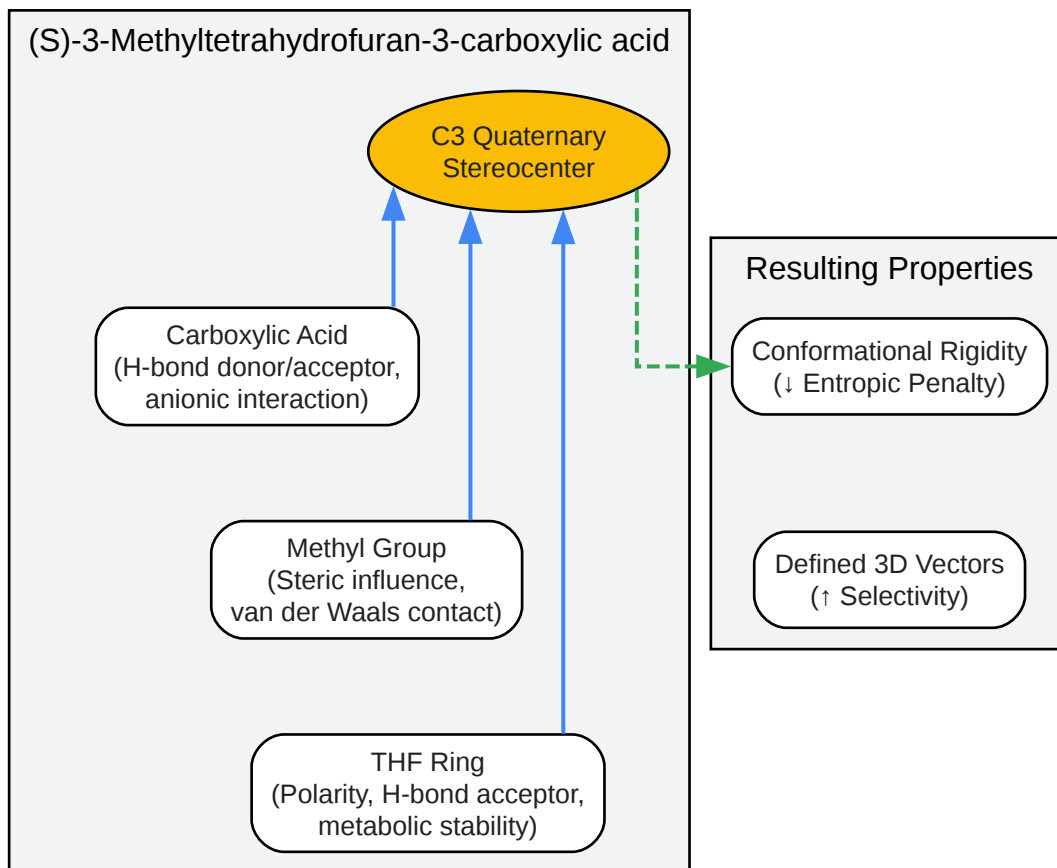 (S)-3-Methyltetrahydrofuran-3-carboxylic acid
C3 Quaternary
Stereocenter
Carboxylic Acid
(H-bond donor/acceptor,
anionic interaction)
Methyl Group
(Steric influence,
van der Waals contact)
THF Ring
(Polarity, H-bond acceptor,
metabolic stability)
Resulting Properties
Conformational Rigidity
(↓ Entropic Penalty)
Defined 3D Vectors
(↑ Selectivity)